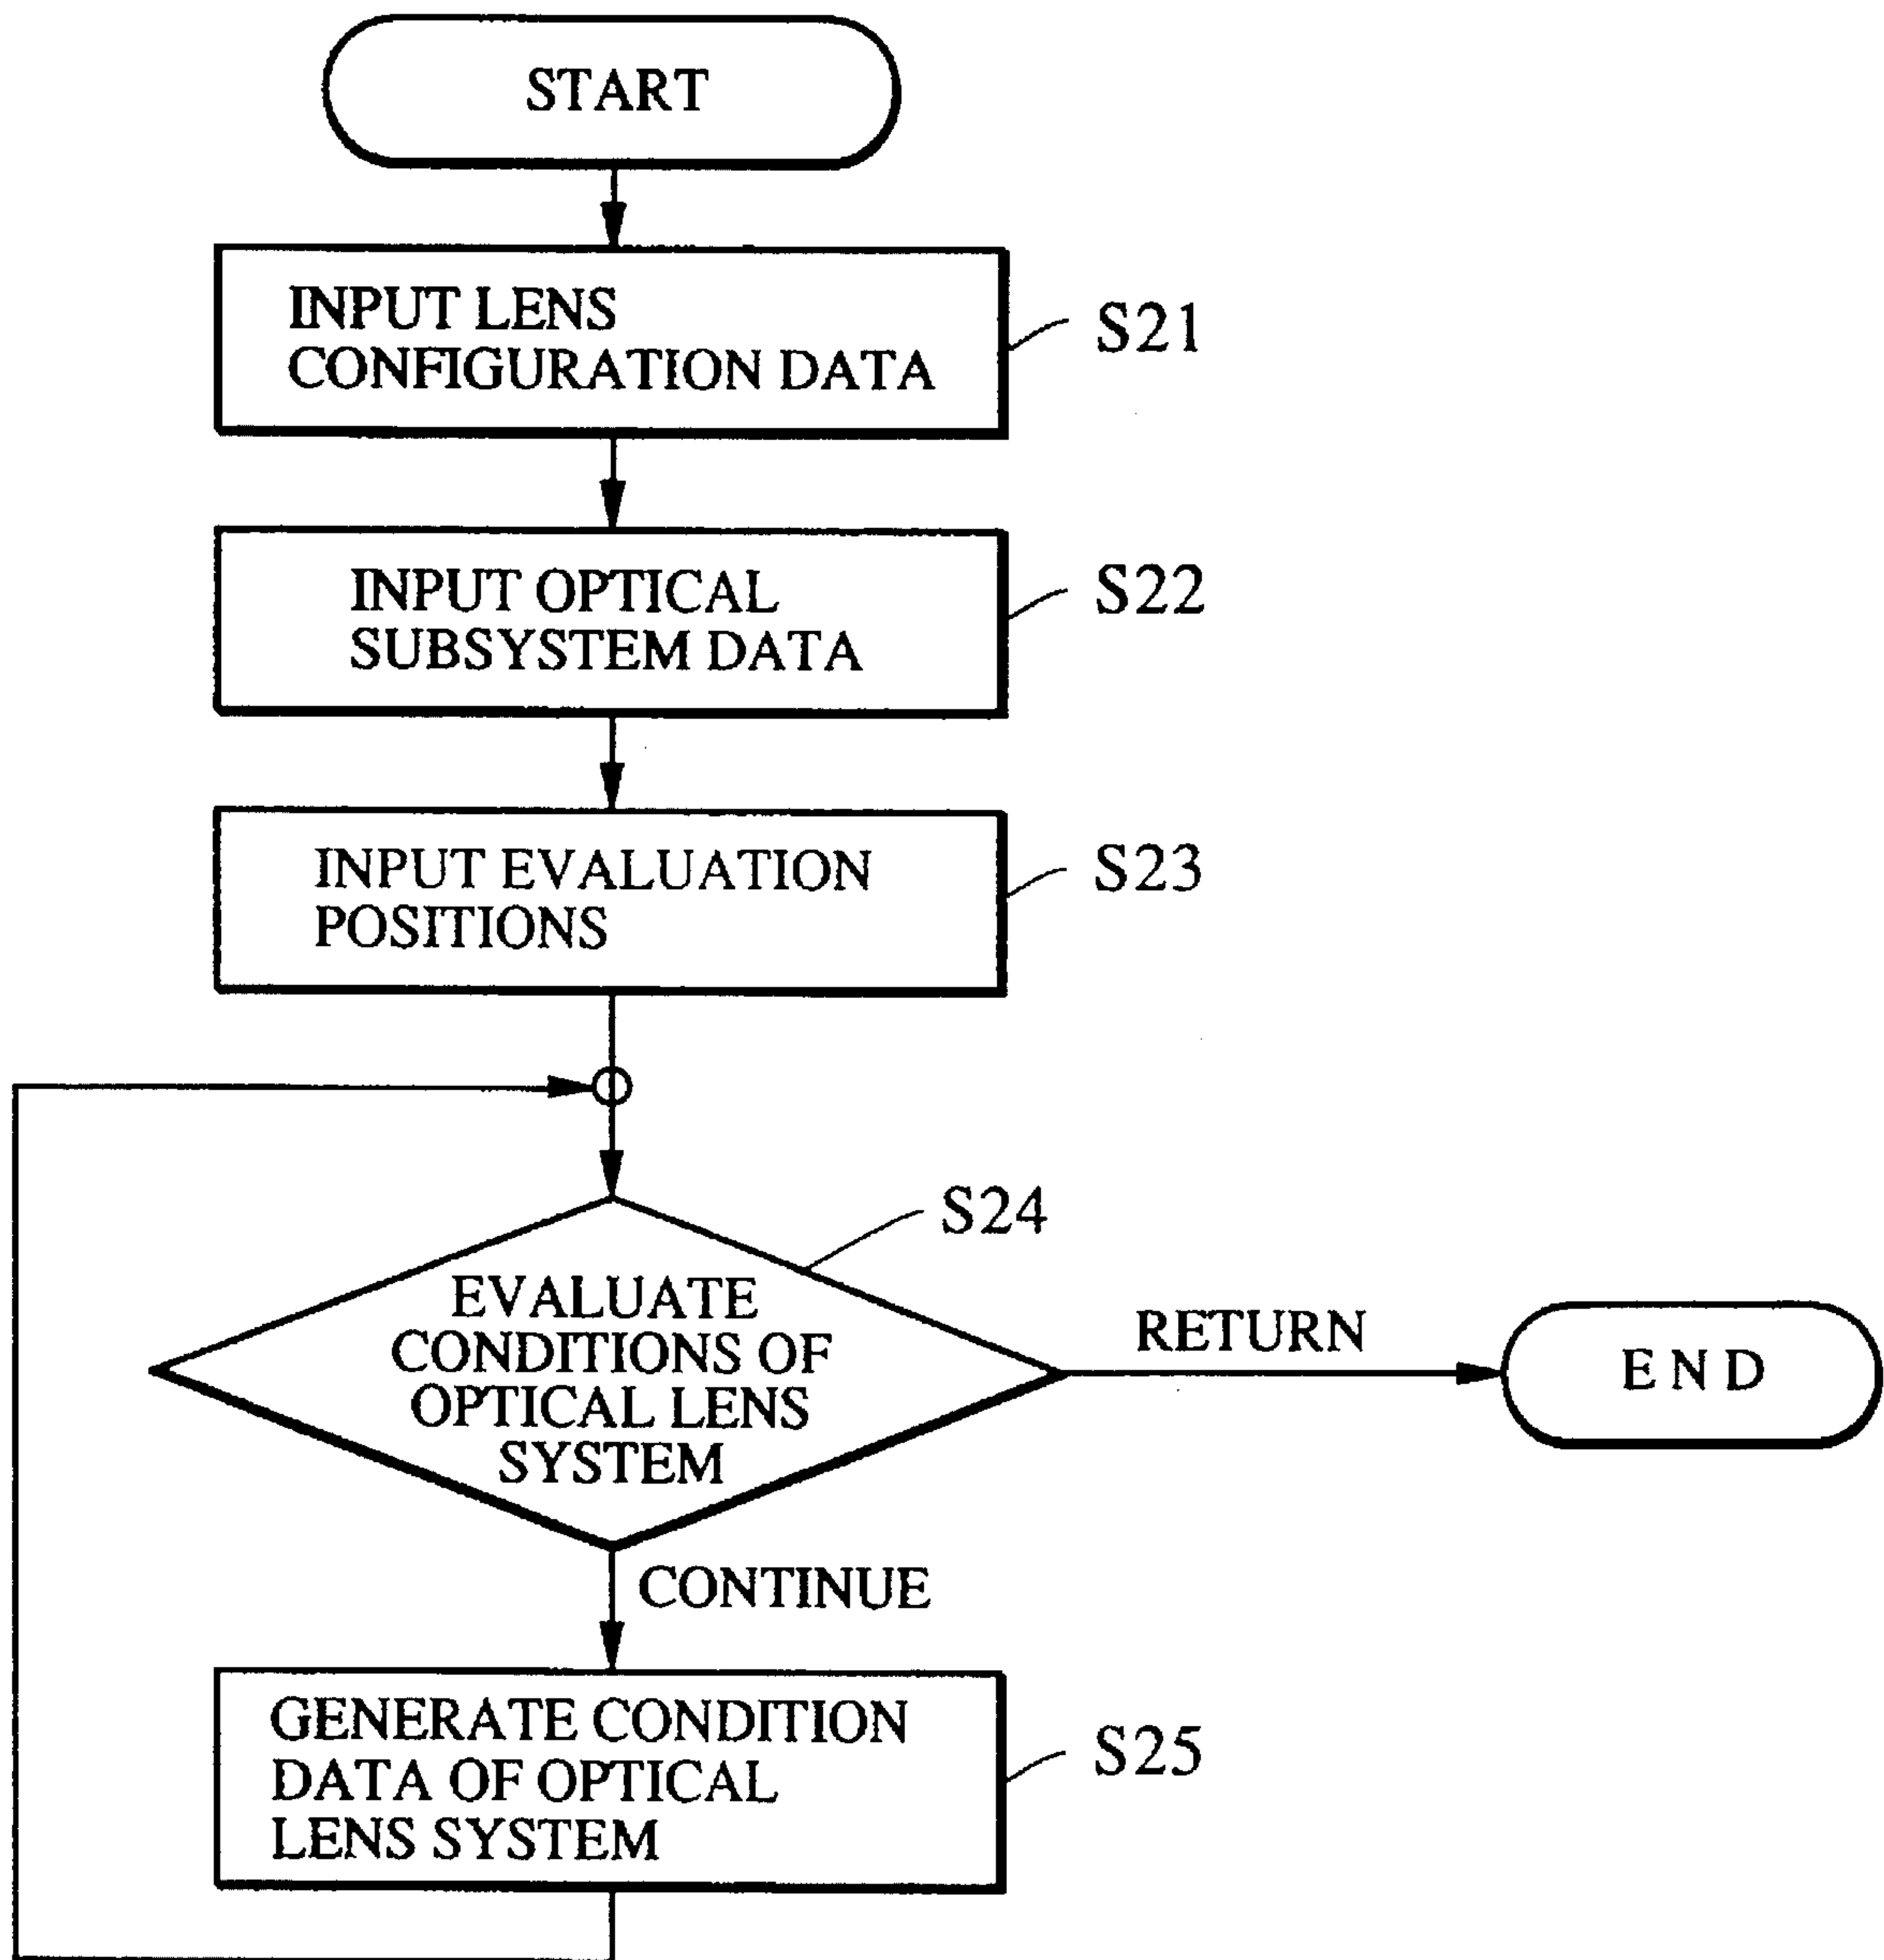 START
INPUT LENS
CONFIGURATION DATA
S21
INPUT OPTICAL
SUBSYSTEM DATA
S22
INPUT EVALUATION
POSITIONS
S23
S24
EVALUATE
CONDITIONS OF
OPTICAL LENS
SYSTEM
RETURN
END
CONTINUE
GENERATE CONDITION
DATA OF OPTICAL
LENS SYSTEM
S25